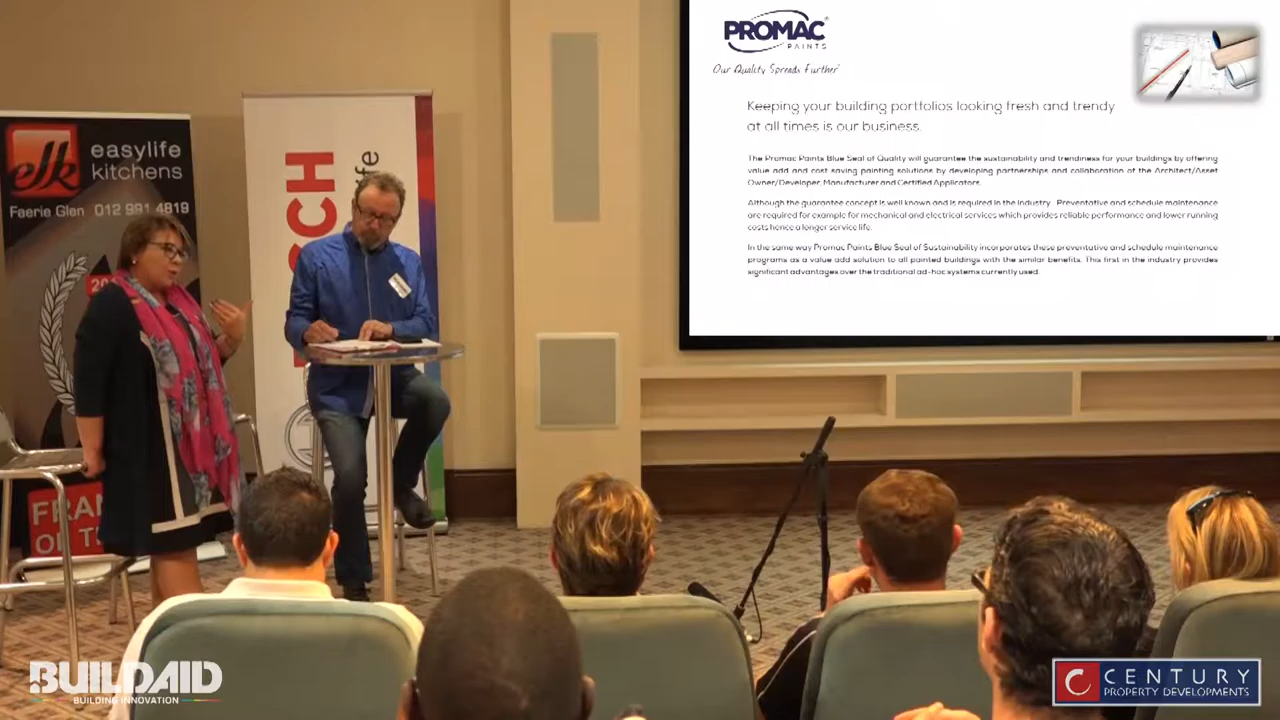 PROMAC
PAINTS
Our Quality Spreads Further
Keeping your building portfolios looking fresh and trendy
at all times is our business.
The Promac Paints Blue Seal of Quality will guarantee the sustainability and trendiness for your buildings by offering
value add and cost saving painting solutions by developing partnerships and collaboration of the Architect/Asset
Owner/Developer, Manufacturer and Certified Applicators.
Although the guarantee concept is well known and is required in the industry. Preventative and schedule maintenance
are required for example for mechanical and electrical services which provides reliable performance and lower running
costs hence a longer service life.
In the same way Promac Paints Blue Seal of Sustainability incorporates these preventative and schedule maintenance
programs as a value add solution to all painted buildings with the similar benefits. This first in the industry provides
significant advantages over the traditional ad-hoc systems currently used.
elk
easylife
kitchens
Faerie Glen 012 991 4819
BUILDAID
BUILDING INNOVATION
C CENTURY
PROPERTY DEVELOPMENTS